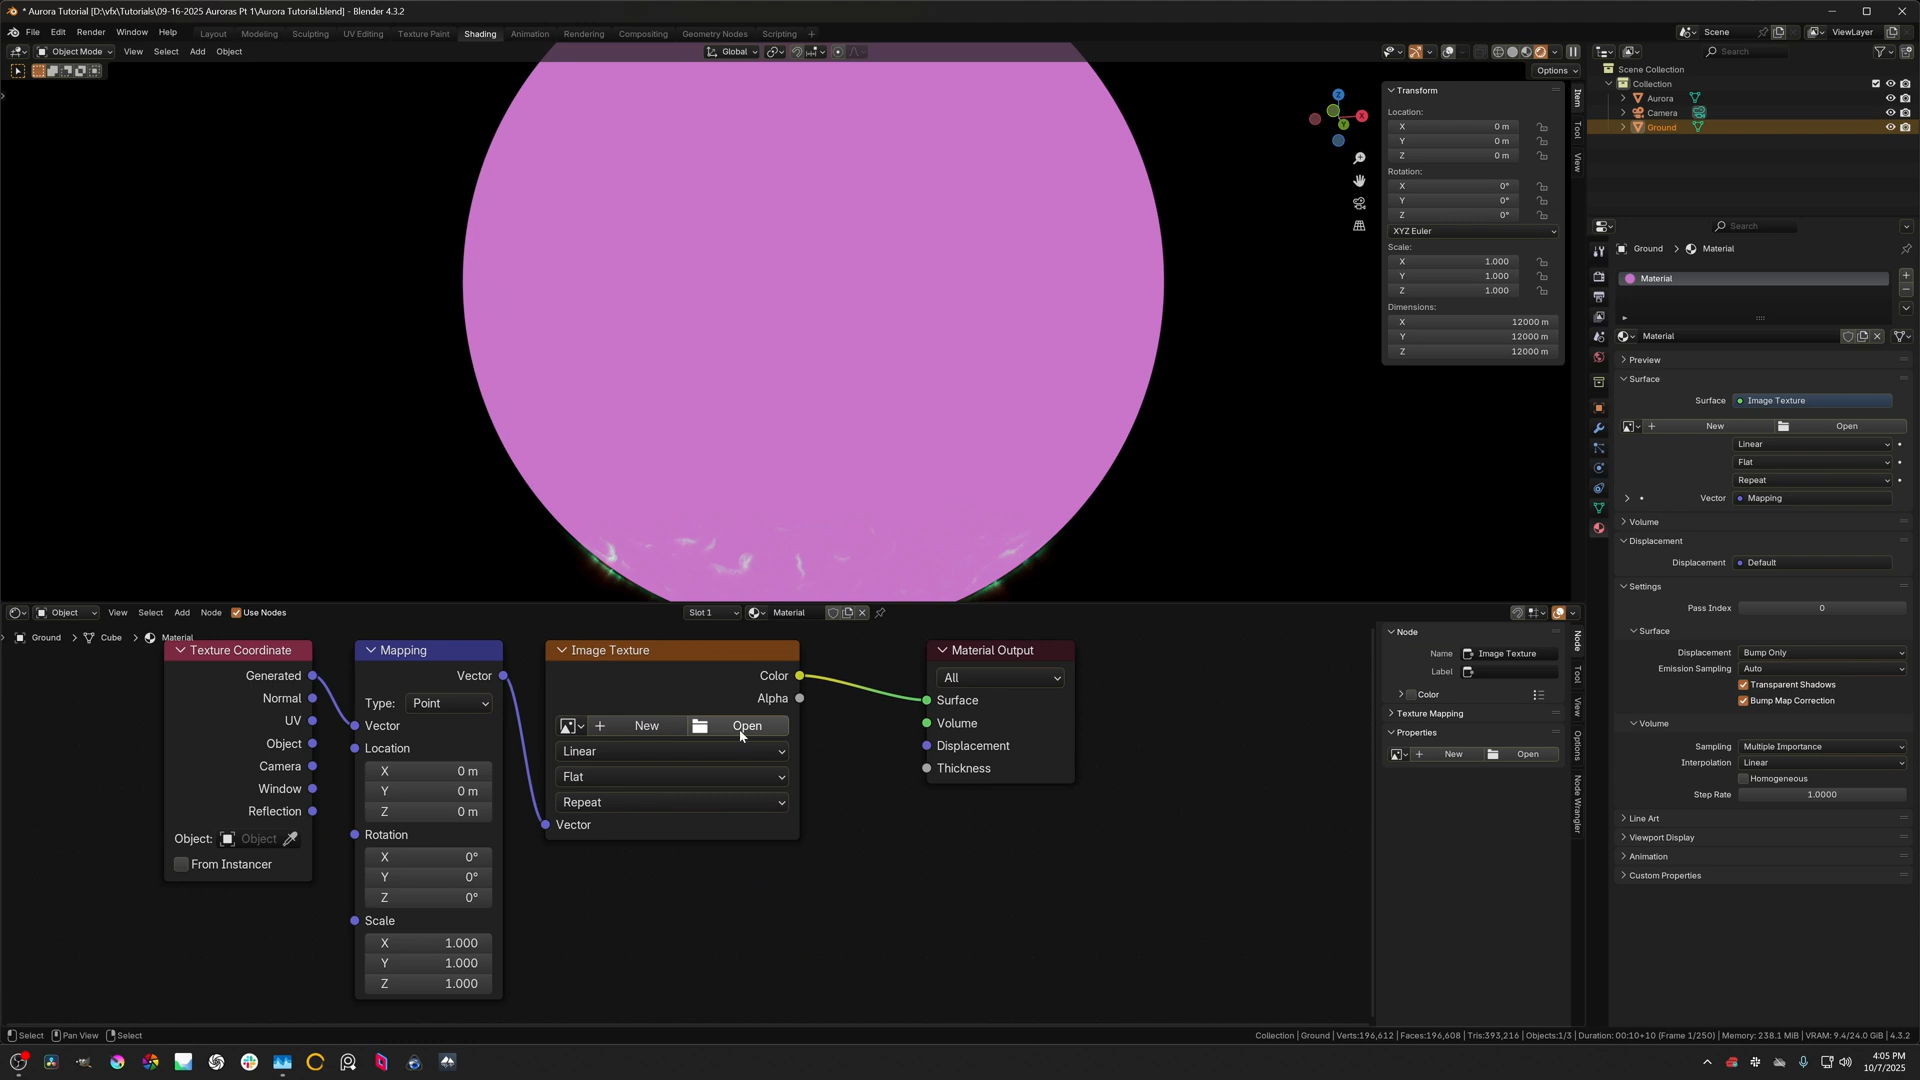 * Aurora Tutorial [D:\vfx\Tutorials\09-16-2025 Auroras Pt 1\Aurora Tutorial.blend] - Blender 4.3.2
File Edit Render Window Help Layout Modeling Sculpting UV Editing Texture Paint Shading Animation Rendering Compositing Geometry Nodes Scripting + Scene ViewLayer
Object Mode View Select Add Object Global Search
Options
Scene Collection
Collection
Aurora
Camera
Ground
Transform
Location:
X 0 m
Y 0 m
Z 0 m
Rotation:
X 0°
Y 0°
Z 0°
XYZ Euler
Scale:
X 1.000
Y 1.000
Z 1.000
Dimensions:
X 12000 m
Y 12000 m
Z 12000 m
Item
Tool
View
Z
X
Y
Search
Ground > Material
Material
Material
Preview
Surface
Surface Image Texture
+ New Open
Linear
Flat
Repeat
Vector Mapping
Volume
Displacement
Displacement Default
Settings
Pass Index 0
Surface
Displacement Bump Only
Emission Sampling Auto
Transparent Shadows
Bump Map Correction
Volume
Sampling Multiple Importance
Interpolation Linear
Homogeneous
Step Rate 1.0000
Line Art
Viewport Display
Animation
Custom Properties
Object View Select Add Node Use Nodes Slot 1 Material
Ground > Cube > Material
Texture Coordinate
Generated
Normal
UV
Object
Camera
Window
Reflection
Object: Object
From Instancer
Mapping
Vector
Type: Point
Vector
Location
X 0 m
Y 0 m
Z 0 m
Rotation
X 0°
Y 0°
Z 0°
Scale
X 1.000
Y 1.000
Z 1.000
Image Texture
Color
Alpha
+ New Open
Linear
Flat
Repeat
Vector
Material Output
All
Surface
Volume
Displacement
Thickness
Node
Name Image Texture
Label
Color
Texture Mapping
Properties
+ New Open
Node
Tool
View
Options
Node Wrangler
Select Pan View Select
Collection | Ground | Verts:196,612 | Faces:196,608 | Tris:393,216 | Objects:1/3 | Duration: 00:10+10 (Frame 1/250) | Memory: 238.1 MiB | VRAM: 9.4/24.0 GiB | 4.3.2
4:05 PM
10/7/2025